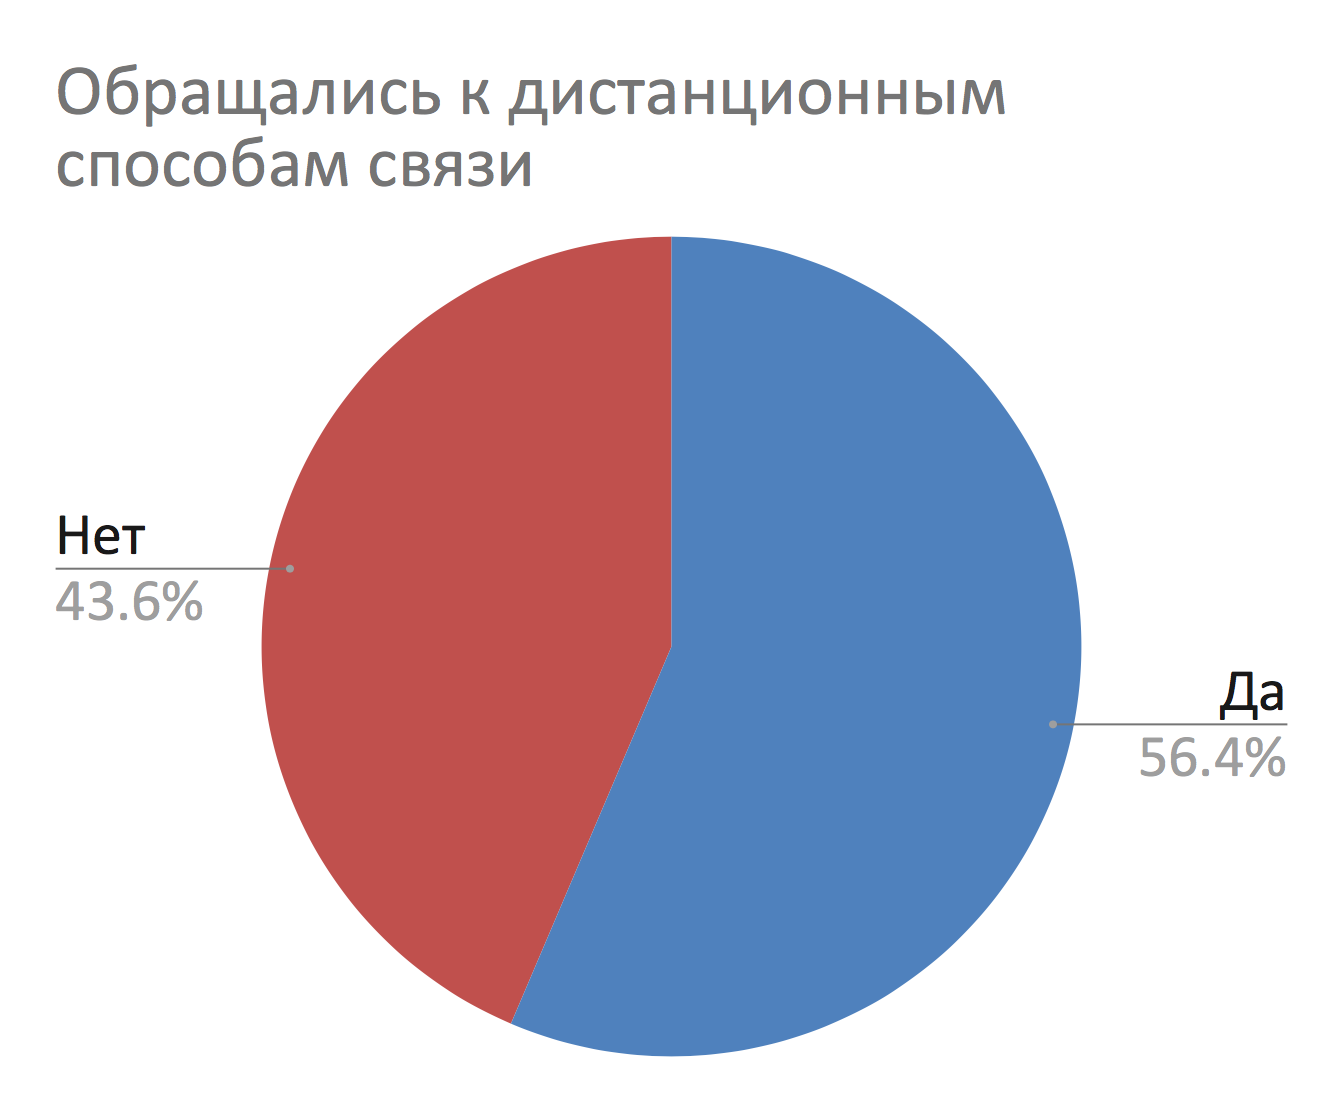 Обращались к дистанционным
способам связи
Нет
43.6%
Да
56.4%